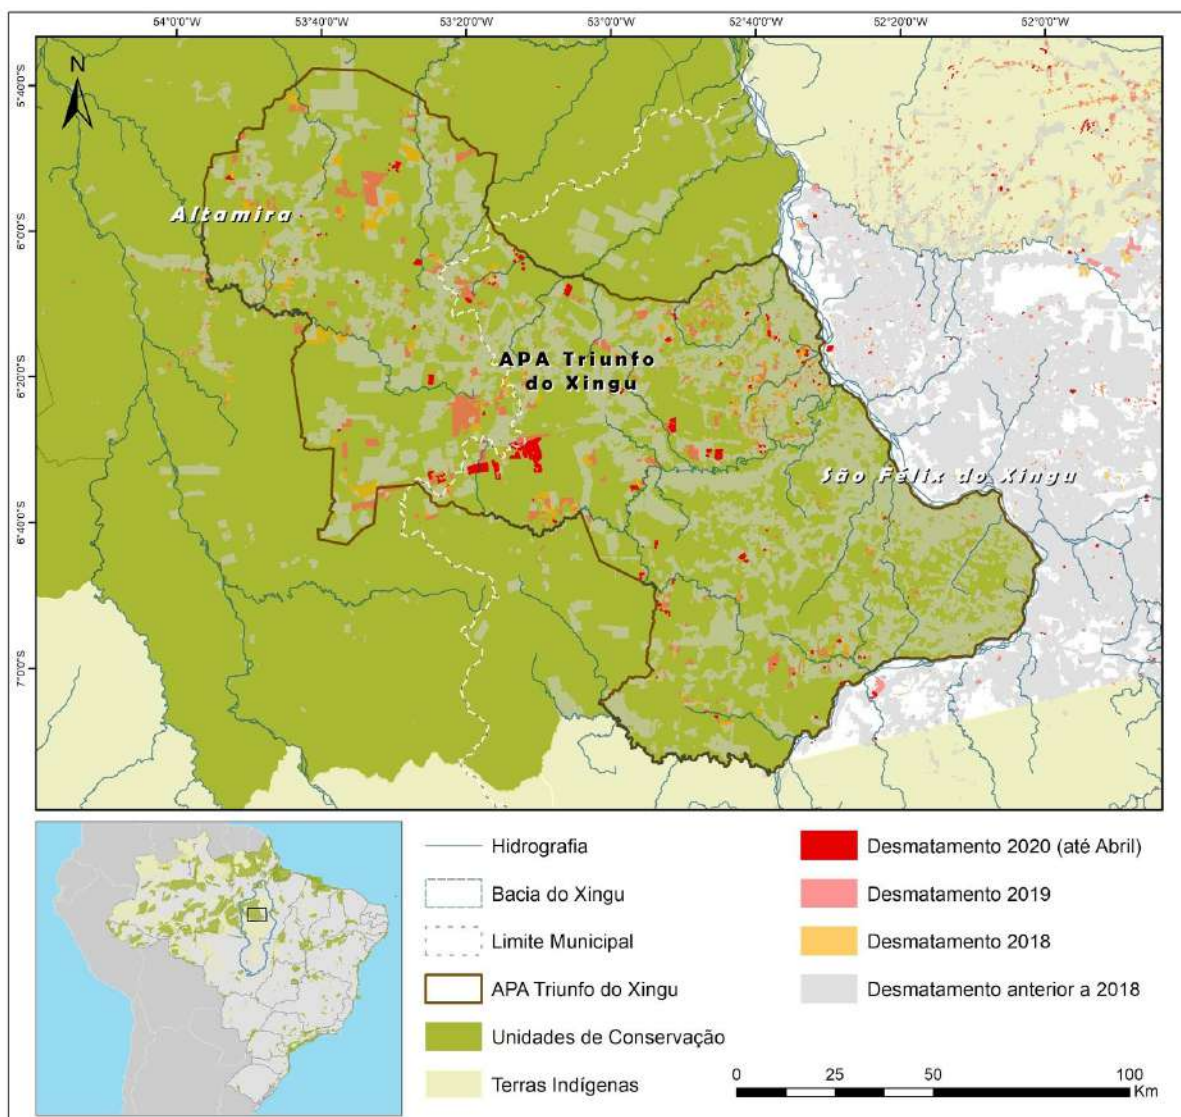 64°0'0"W 53°40'0"W 53°20'0"W 53°0'0"W 52°40'0"W 52°20'0"W 52°0'0"W
N
5°40'0"S
6°0'0"S
6°20'0"S
6°40'0"S
7°0'0"S
Altamira
APA Triunfo
do Xingu
São Félix do Xingu
Hidrografia
Bacia do Xingu
Limite Municipal
APA Triunfo do Xingu
Unidades de Conservação
Terras Indígenas
Desmatamento 2020 (até Abril)
Desmatamento 2019
Desmatamento 2018
Desmatamento anterior a 2018
0 25 50 100
Km